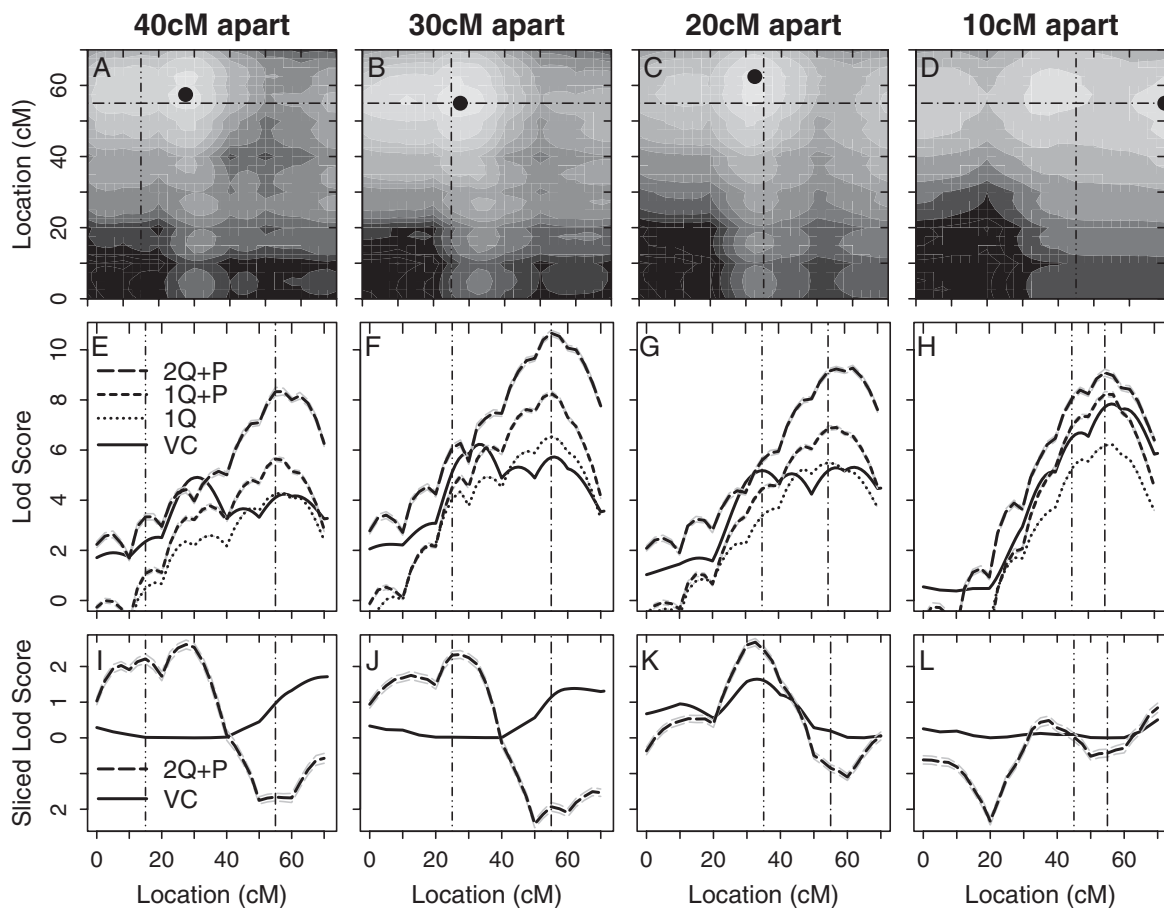 40cM apart 30cM apart 20cM apart 10cM apart
A B C D
Location (cM)
60
40
20
0
E F G H
2Q+P
1Q+P
1Q
VC
Lod Score
10
8
6
4
2
0
I J K L
2Q+P
VC
Sliced Lod Score
2
1
0
2
0 20 40 60 0 20 40 60 0 20 40 60 0 20 40 60
Location (cM) Location (cM) Location (cM) Location (cM)